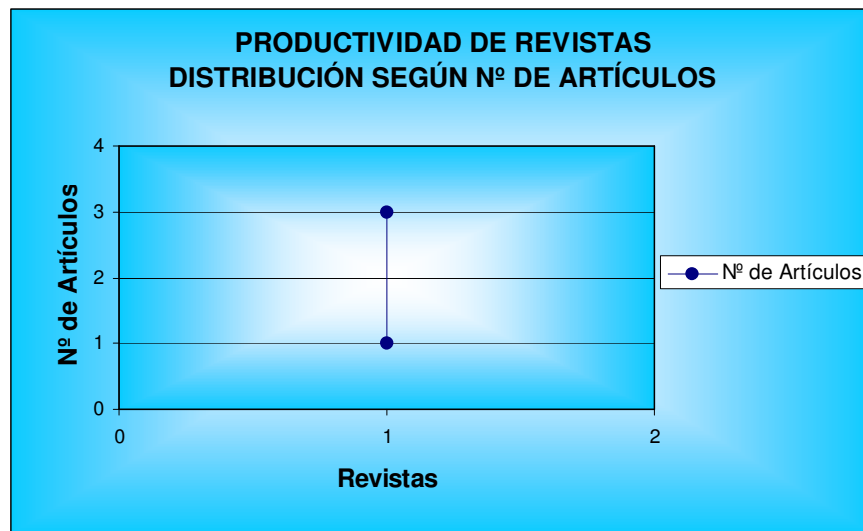 PRODUCTIVIDAD DE REVISTAS
DISTRIBUCIÓN SEGÚN Nº DE ARTÍCULOS
Nº de Artículos
4
3
2
1
0
0 1 2
Revistas
Nº de Artículos